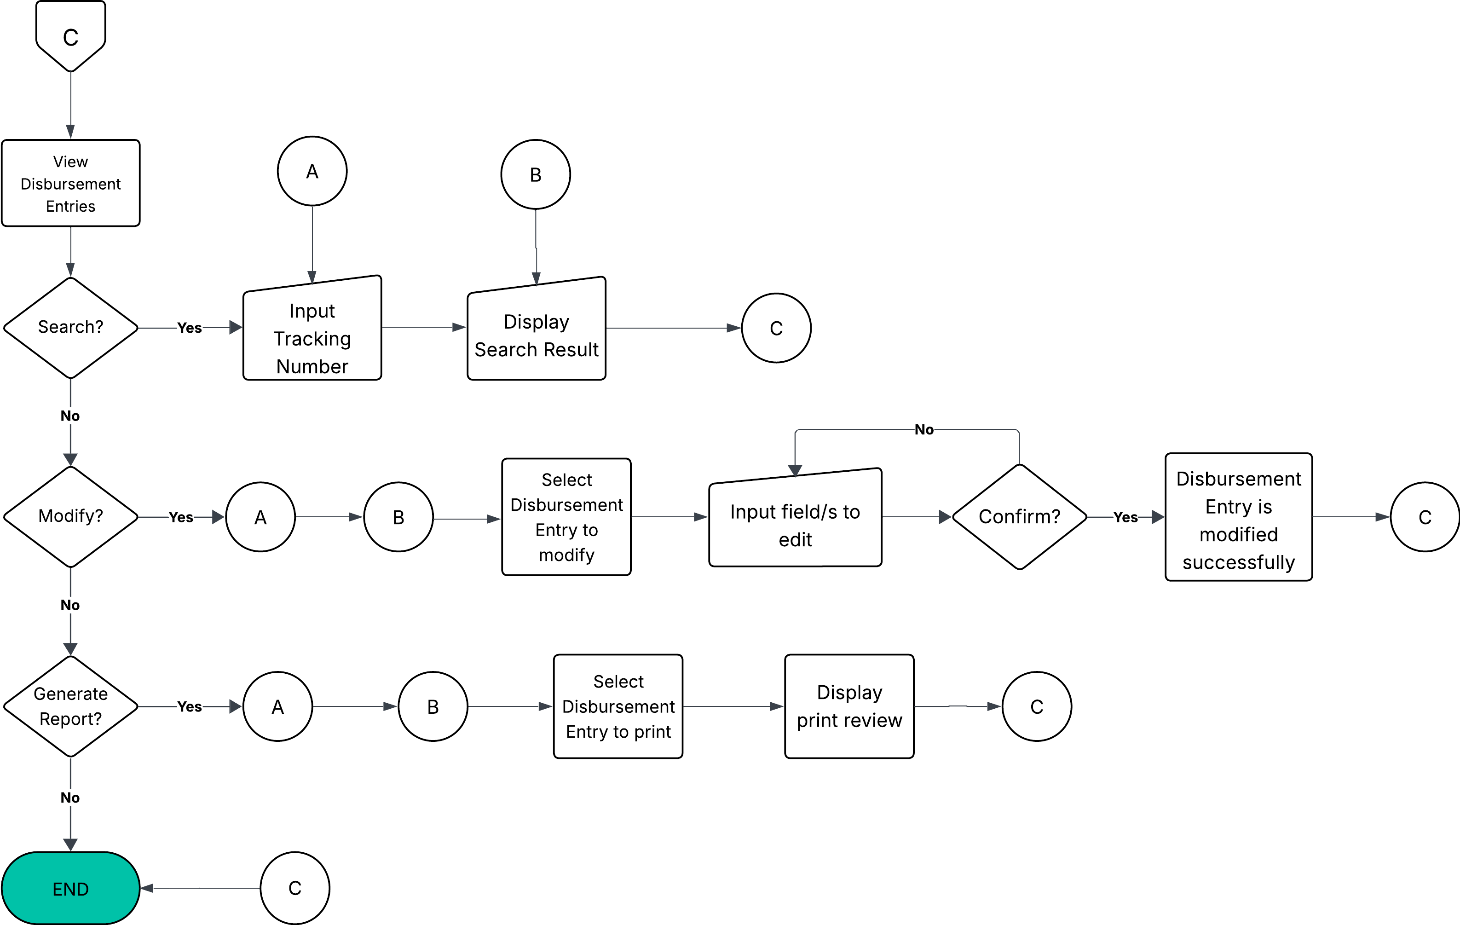 C
View
Disbursement
Entries
A
B
Search?
Yes
Input
Tracking
Number
Display
Search Result
C
No
No
Modify?
Yes
A
B
Select
Disbursement
Entry to
modify
Input field/s to
edit
Confirm?
Yes
Disbursement
Entry is
modified
successfully
C
No
Generate
Report?
Yes
A
B
Select
Disbursement
Entry to print
Display
print review
C
No
END
C